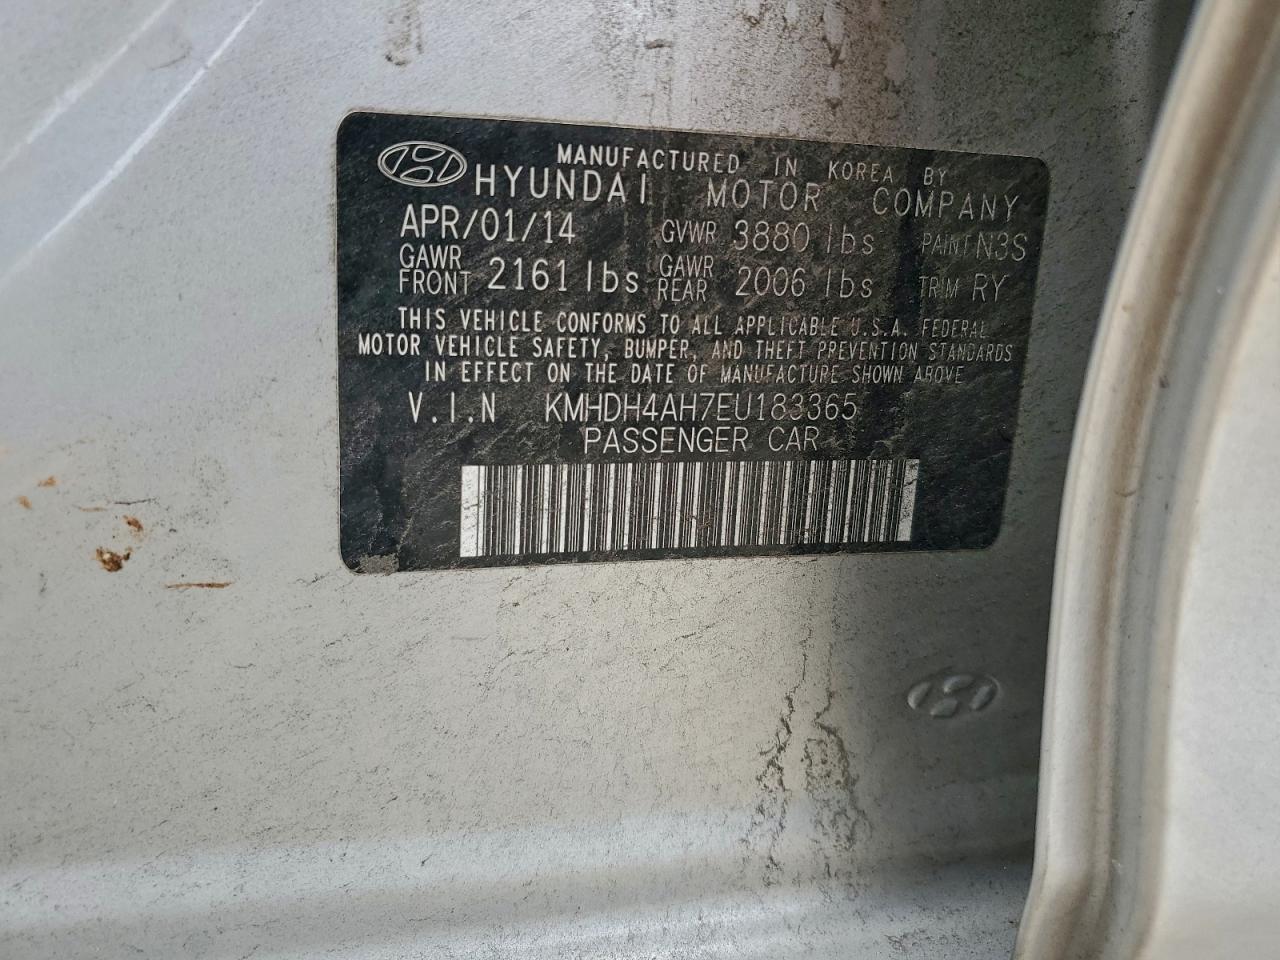 MANUFACTURED IN KOREA BY
HYUNDAI MOTOR COMPANY
APR/01/14 GVWR 3880 lbs PAINT N3S
GAWR FRONT 2161 lbs GAWR REAR 2006 lbs TRIM RY
THIS VEHICLE CONFORMS TO ALL APPLICABLE U.S.A. FEDERAL
MOTOR VEHICLE SAFETY, BUMPER, AND THEFT PREVENTION STANDARDS
IN EFFECT ON THE DATE OF MANUFACTURE SHOWN ABOVE
V.I.N KMHDH4AH7EU183365
PASSENGER CAR